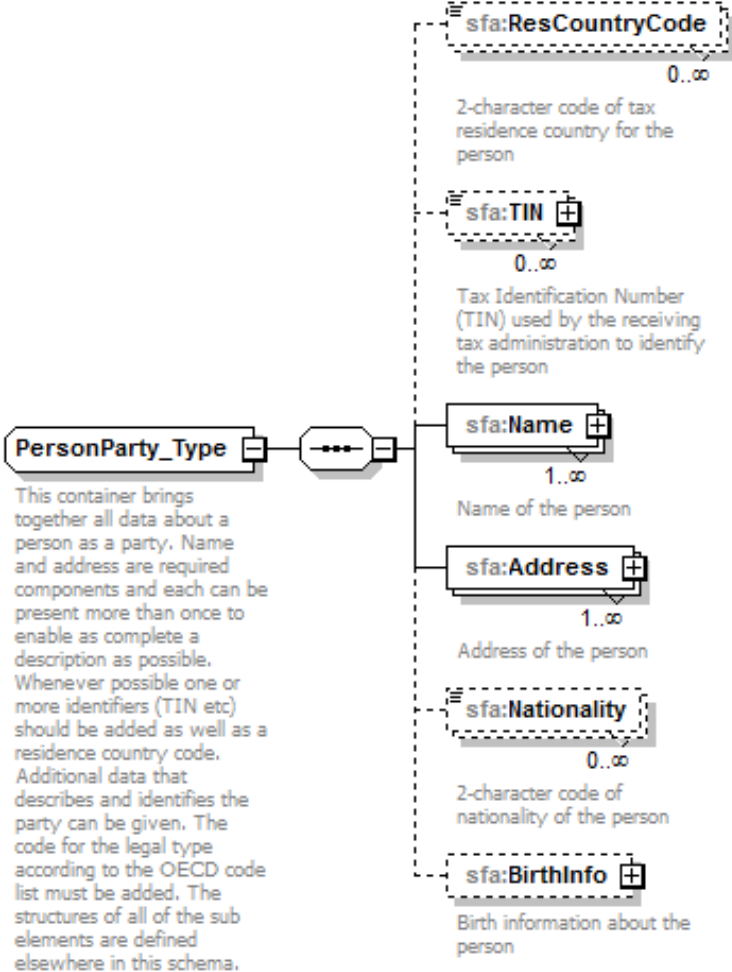 sfa:ResCountryCode
0..∞
2-character code of tax
residence country for the
person
sfa:TIN
0..∞
Tax Identification Number
(TIN) used by the receiving
tax administration to identify
the person
sfa:Name
1..∞
Name of the person
PersonParty_Type
This container brings
together all data about a
person as a party. Name
and address are required
components and each can be
present more than once to
enable as complete a
description as possible.
Whenever possible one or
more identifiers (TIN etc)
should be added as well as a
residence country code.
Additional data that
describes and identifies the
party can be given. The
code for the legal type
according to the OECD code
list must be added. The
structures of all of the sub
elements are defined
elsewhere in this schema.
sfa:Address
1..∞
Address of the person
sfa:Nationality
0..∞
2-character code of
nationality of the person
sfa:BirthInfo
Birth information about the
person